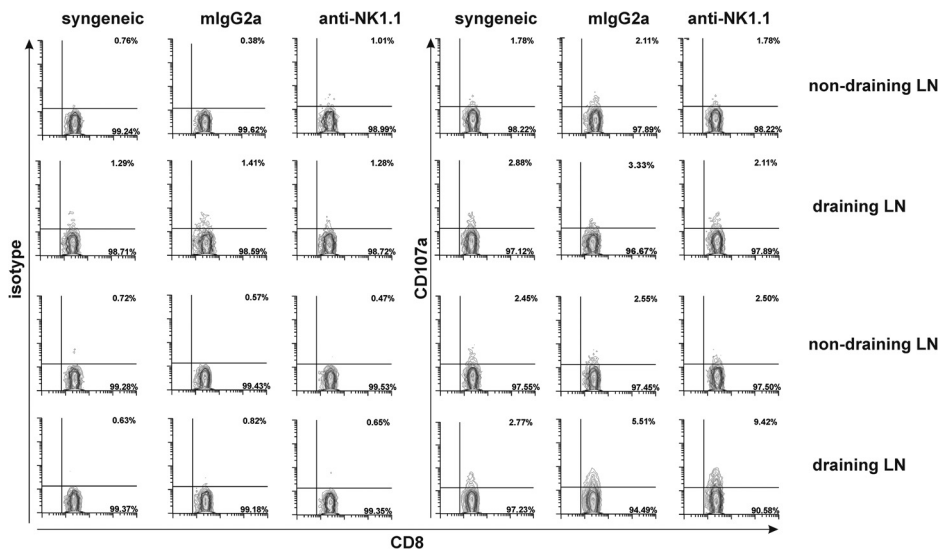 syngeneic mIgG2a anti-NK1.1 syngeneic mIgG2a anti-NK1.1
0.76% 0.38% 1.01% 1.78% 2.11% 1.78%
non-draining LN
99.24% 99.62% 98.99% 98.22% 97.89% 98.22%
1.29% 1.41% 1.28% 2.88% 3.33% 2.11%
draining LN
98.71% 98.59% 98.72% 97.12% 96.67% 97.89%
isotype
CD107a
0.72% 0.57% 0.47% 2.45% 2.55% 2.50%
non-draining LN
99.28% 99.43% 99.53% 97.55% 97.45% 97.50%
0.63% 0.82% 0.65% 2.77% 5.51% 9.42%
draining LN
99.37% 99.18% 99.35% 97.23% 94.49% 90.58%
CD8